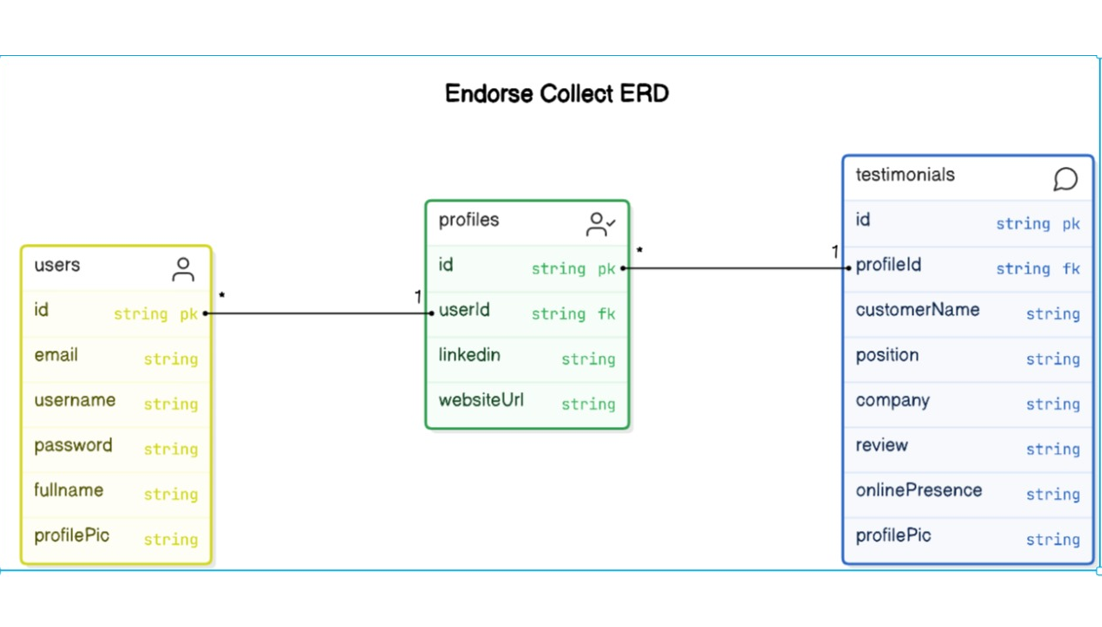 Endorse Collect ERD
users
id string pk
email string
username string
password string
fullname string
profilePic string
* 1
profiles
id string pk
userId string fk
linkedin string
websiteUrl string
* 1
testimonials
id string pk
profileId string fk
customerName string
position string
company string
review string
onlinePresence string
profilePic string